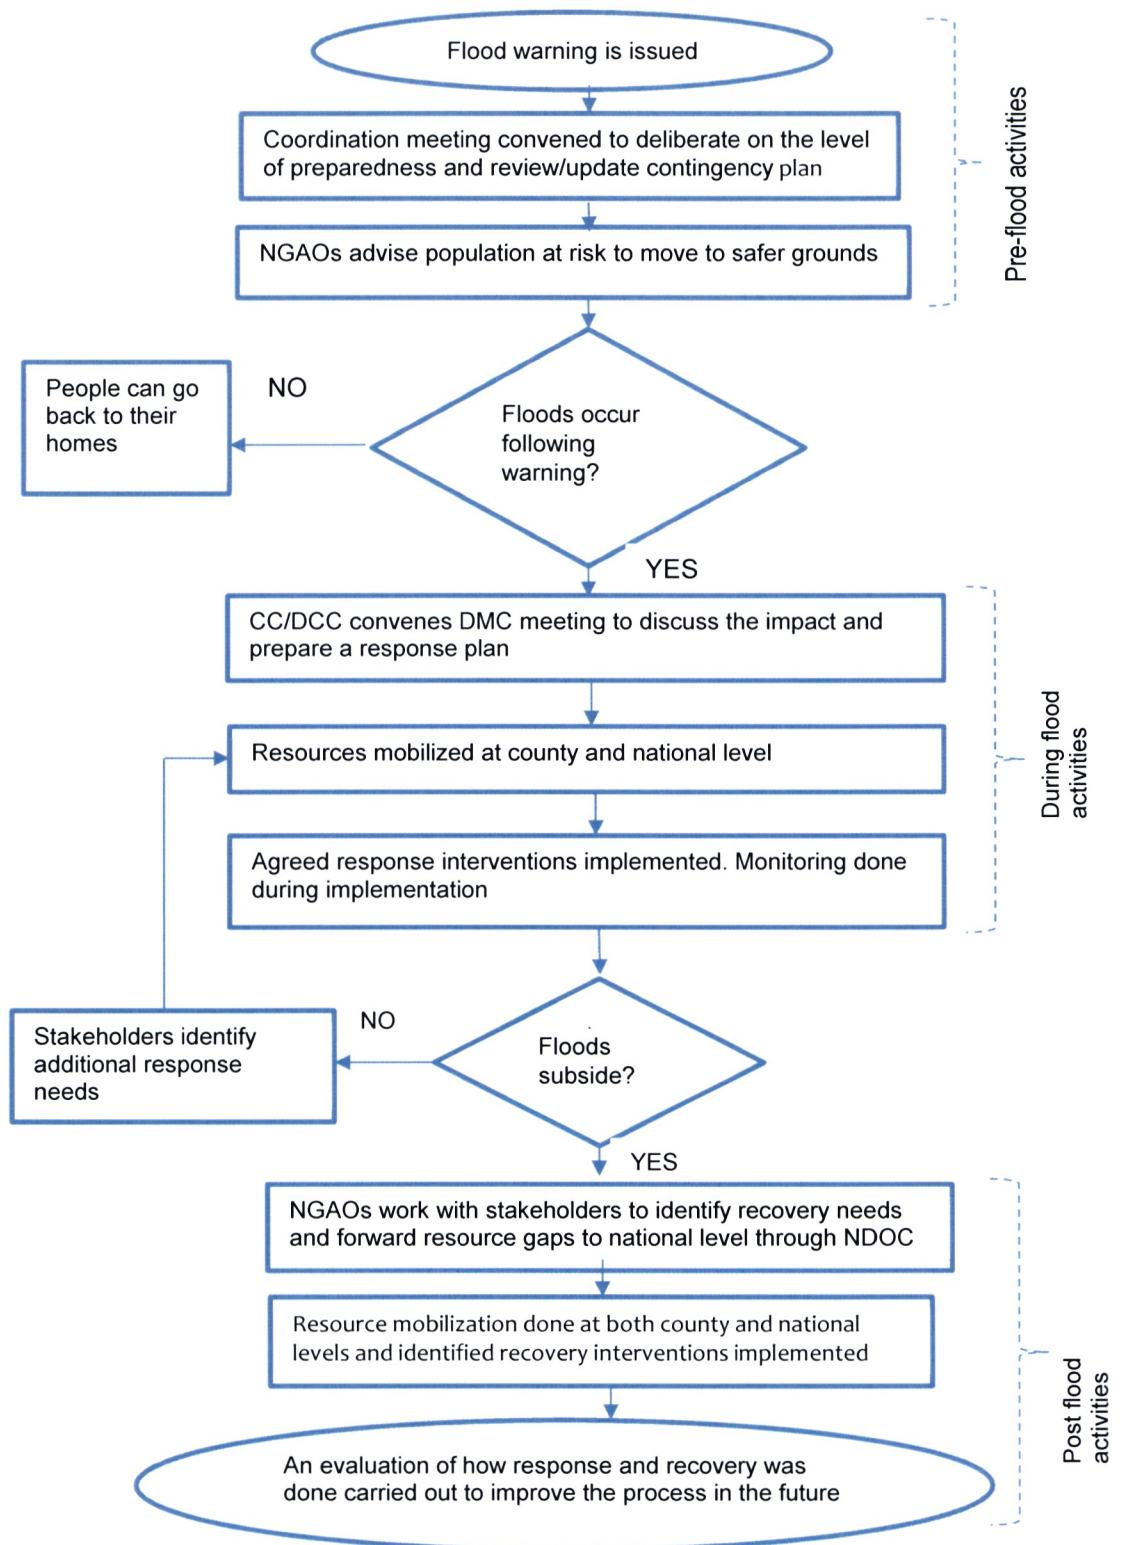 Flood warning is issued
Coordination meeting convened to deliberate on the level
of preparedness and review/update contingency plan
NGAOs advise population at risk to move to safer grounds
Pre-flood activities
People can go
back to their
homes
NO
Floods occur
following
warning?
YES
CC/DCC convenes DMC meeting to discuss the impact and
prepare a response plan
Resources mobilized at county and national level
Agreed response interventions implemented. Monitoring done
during implementation
During flood
activities
Stakeholders identify
additional response
needs
NO
Floods
subside?
YES
NGAOs work with stakeholders to identify recovery needs
and forward resource gaps to national level through NDOC
Resource mobilization done at both county and national
levels and identified recovery interventions implemented
An evaluation of how response and recovery was
done carried out to improve the process in the future
Post flood
activities